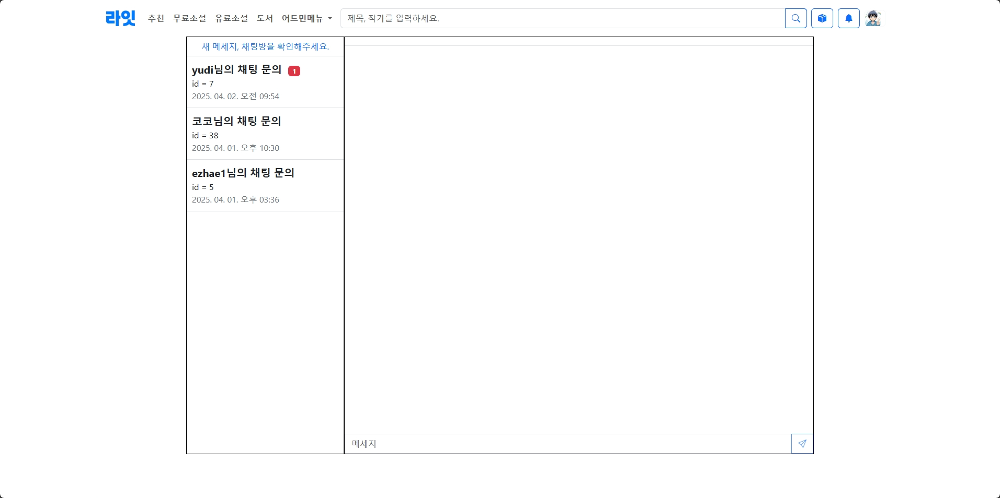 라잇 추천 무료소설 유료소설 도서 어드민메뉴 제목, 작가를 입력하세요.
새 메세지, 채팅방을 확인해주세요.
yudi님의 채팅 문의 1
id = 7
2025. 04. 02. 오전 09:54
코코님의 채팅 문의
id = 38
2025. 04. 01. 오후 10:30
ezhae1님의 채팅 문의
id = 5
2025. 04. 01. 오후 03:36
메세지